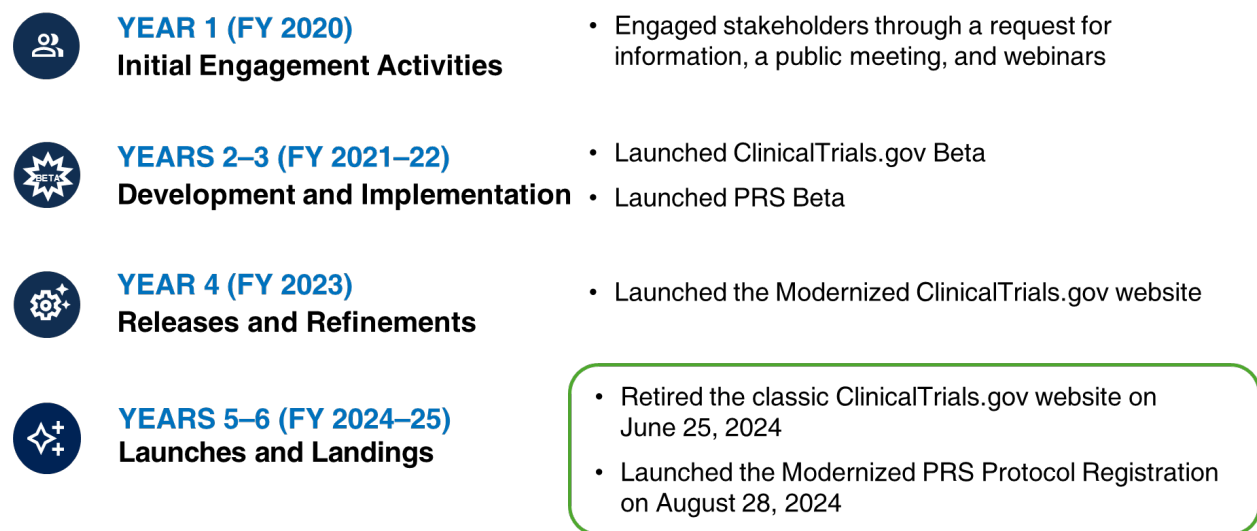 YEAR 1 (FY 2020)
Initial Engagement Activities
• Engaged stakeholders through a request for
information, a public meeting, and webinars
BETA
YEARS 2–3 (FY 2021–22)
Development and Implementation
• Launched ClinicalTrials.gov Beta
• Launched PRS Beta
YEAR 4 (FY 2023)
Releases and Refinements
• Launched the Modernized ClinicalTrials.gov website
YEARS 5–6 (FY 2024–25)
Launches and Landings
• Retired the classic ClinicalTrials.gov website on
June 25, 2024
• Launched the Modernized PRS Protocol Registration
on August 28, 2024